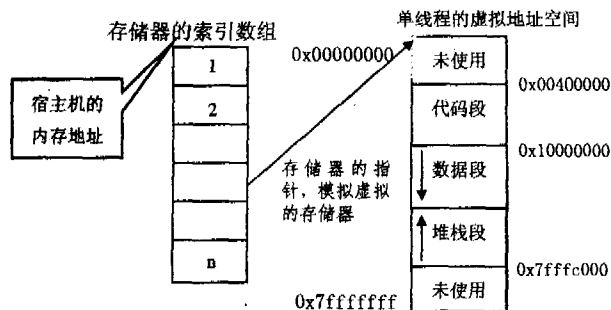 单线程的虚拟地址空间
存储器的索引数组
0x00000000
未使用
1
0x00400000
宿主机的
内存地址
2
代码段
0x10000000
存储器的指
针，模拟虚拟
的存储器
数据段
堆栈段
n
0x7fffc000
未使用
0x7fffffff